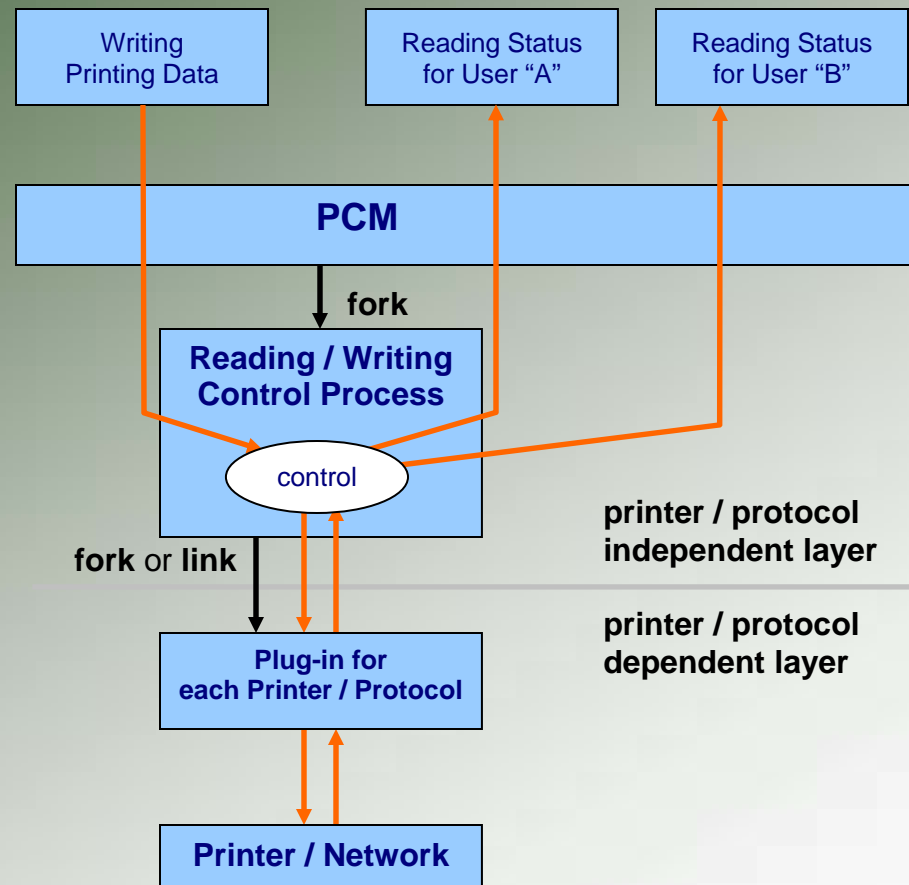 Writing
Printing Data
Reading Status
for User “A”
Reading Status
for User “B”
PCM
fork
Reading / Writing
Control Process
control
printer / protocol
independent layer
fork or link
printer / protocol
dependent layer
Plug-in for
each Printer / Protocol
Printer / Network